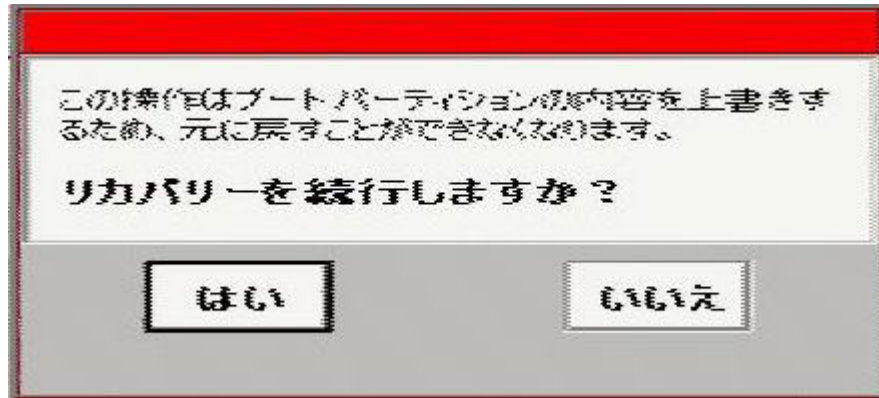 この操作はブート パーティションの内容を上書きす
るため、元に戻すことができなくなります。
リカバリーを続行しますか？
はい
いいえ